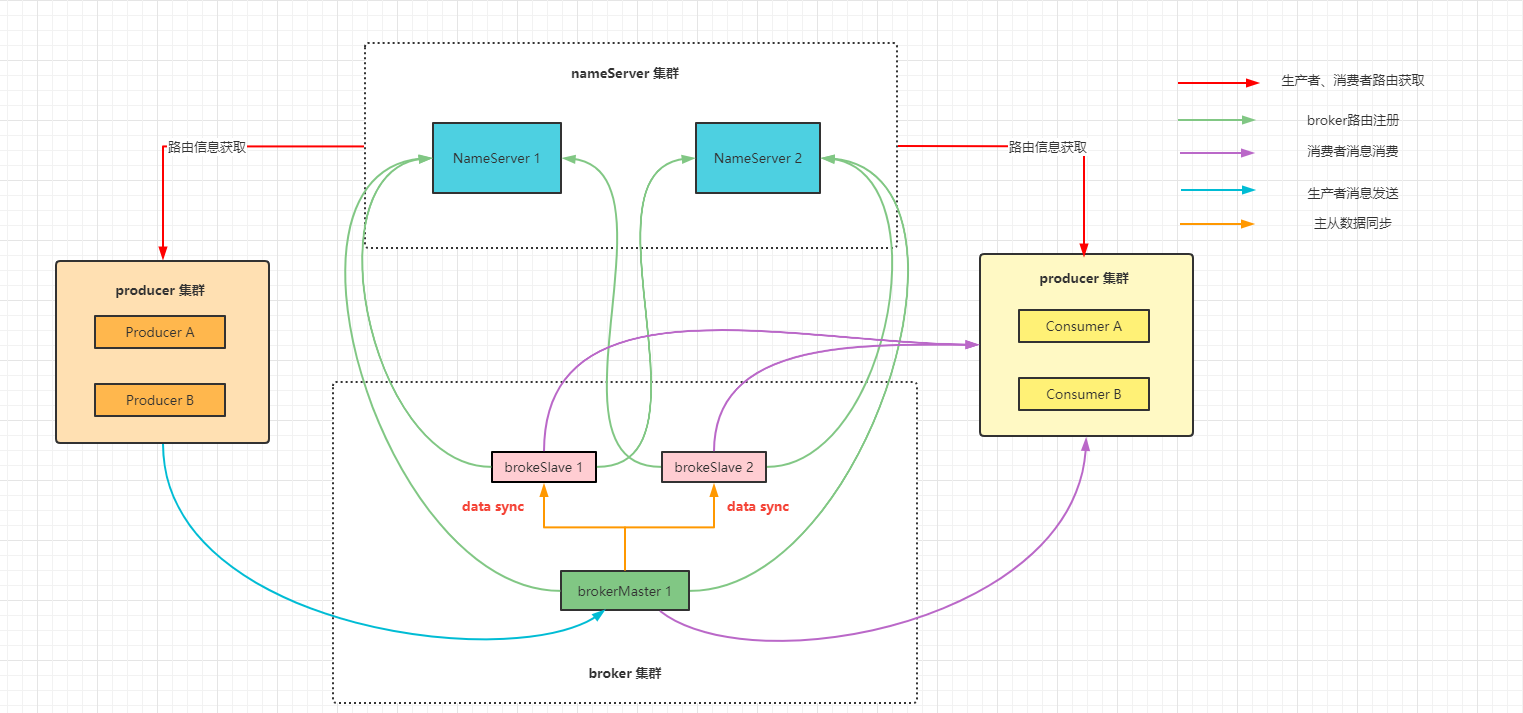 nameServer 集群
NameServer 1
NameServer 2
路由信息获取
路由信息获取
生产者、消费者路由获取
broker路由注册
消费者消息消费
生产者消息发送
主从数据同步
producer 集群
Producer A
Producer B
producer 集群
Consumer A
Consumer B
brokeSlave 1
brokeSlave 2
data sync
data sync
brokerMaster 1
broker 集群